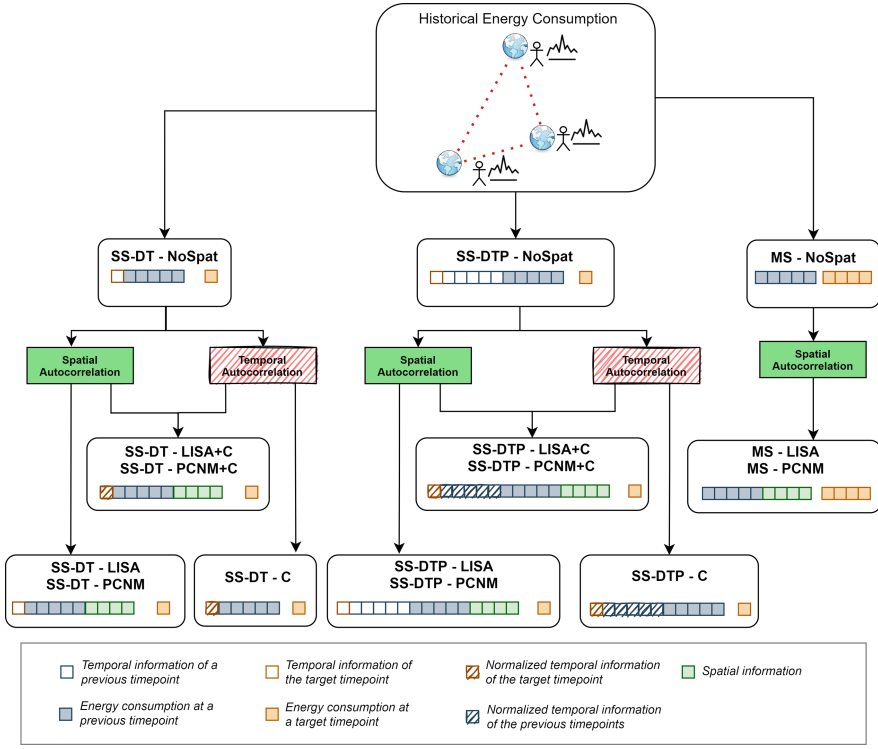 Historical Energy Consumption
SS-DT - NoSpat
SS-DTP - NoSpat
MS - NoSpat
Spatial
Autocorrelation
Temporal
Autocorrelation
Spatial
Autocorrelation
Temporal
Autocorrelation
Spatial
Autocorrelation
SS-DT - LISA+C
SS-DT - PCNM+C
SS-DTP - LISA+C
SS-DTP - PCNM+C
MS - LISA
MS - PCNM
SS-DT - LISA
SS-DT - PCNM
SS-DT - C
SS-DTP - LISA
SS-DTP - PCNM
SS-DTP - C
Temporal information of a
previous timepoint
Temporal information of
the target timepoint
Normalized temporal information
of the target timepoint
Spatial information
Energy consumption at a
previous timepoint
Energy consumption at
a target timepoint
Normalized temporal information
of the previous timepoints